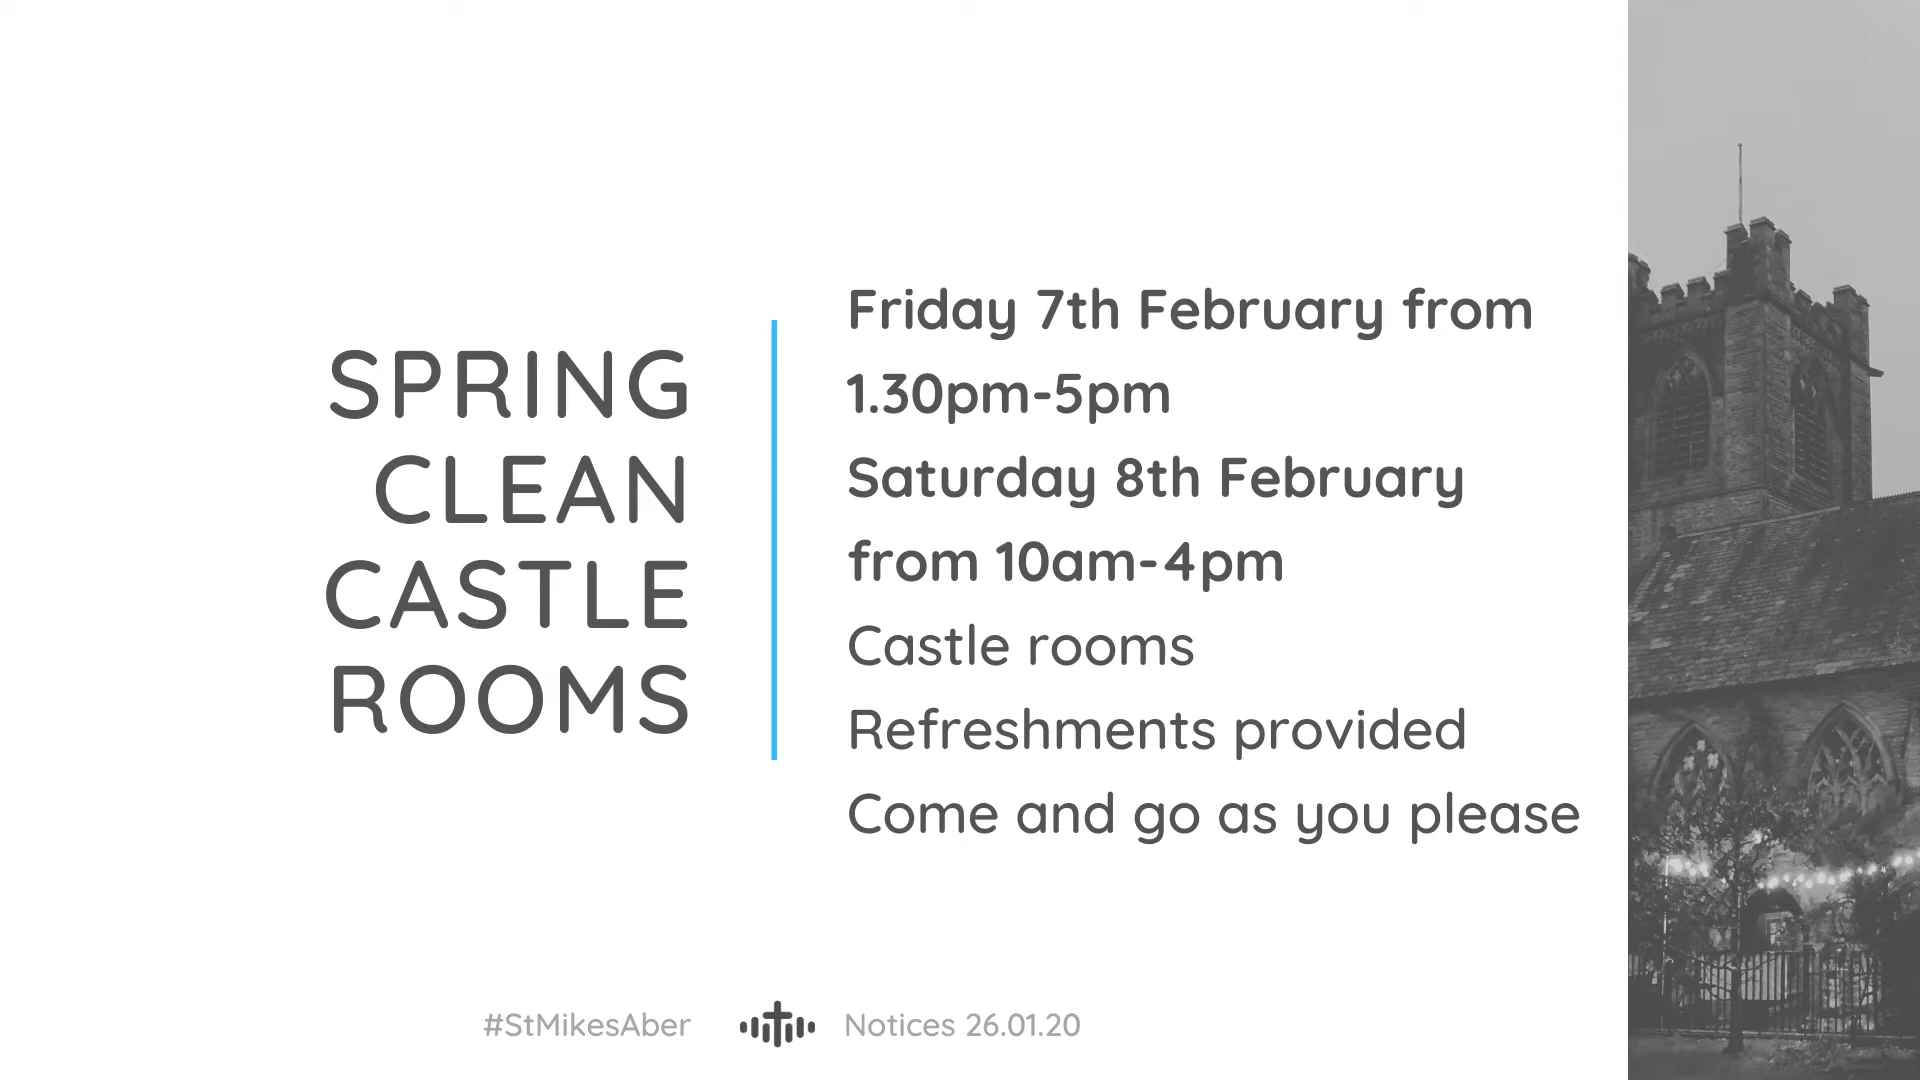 SPRING
CLEAN
CASTLE
ROOMS
Friday 7th February from
1.30pm-5pm
Saturday 8th February
from 10am-4pm
Castle rooms
Refreshments provided
Come and go as you please
#StMikesAber
Notices 26.01.20